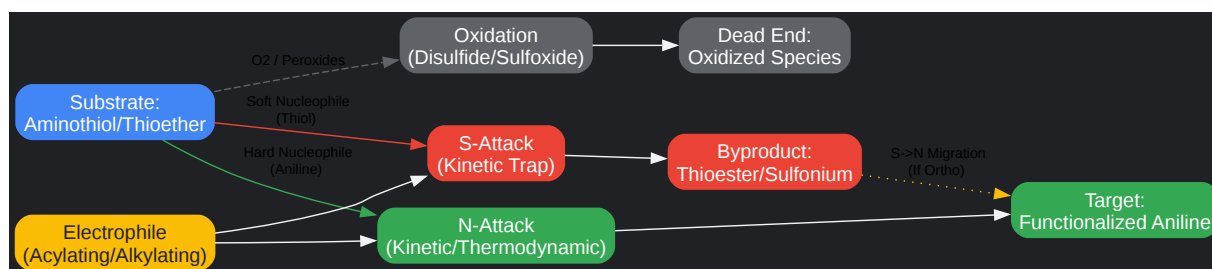 Oxidation
(Disulfide/Sulfoxide)
Dead End:
Oxidized Species
O2 / Peroxides
Substrate:
Aminothiol/Thioether
Soft Nucleophile
(Thiol)
S-Attack
(Kinetic Trap)
Byproduct:
Thioester/Sulfonium
S->N Migration
(If Ortho)
Hard Nucleophile
(Aniline)
Target:
Functionalized Aniline
Electrophile
(Acylating/Alkylating)
N-Attack
(Kinetic/Thermodynamic)